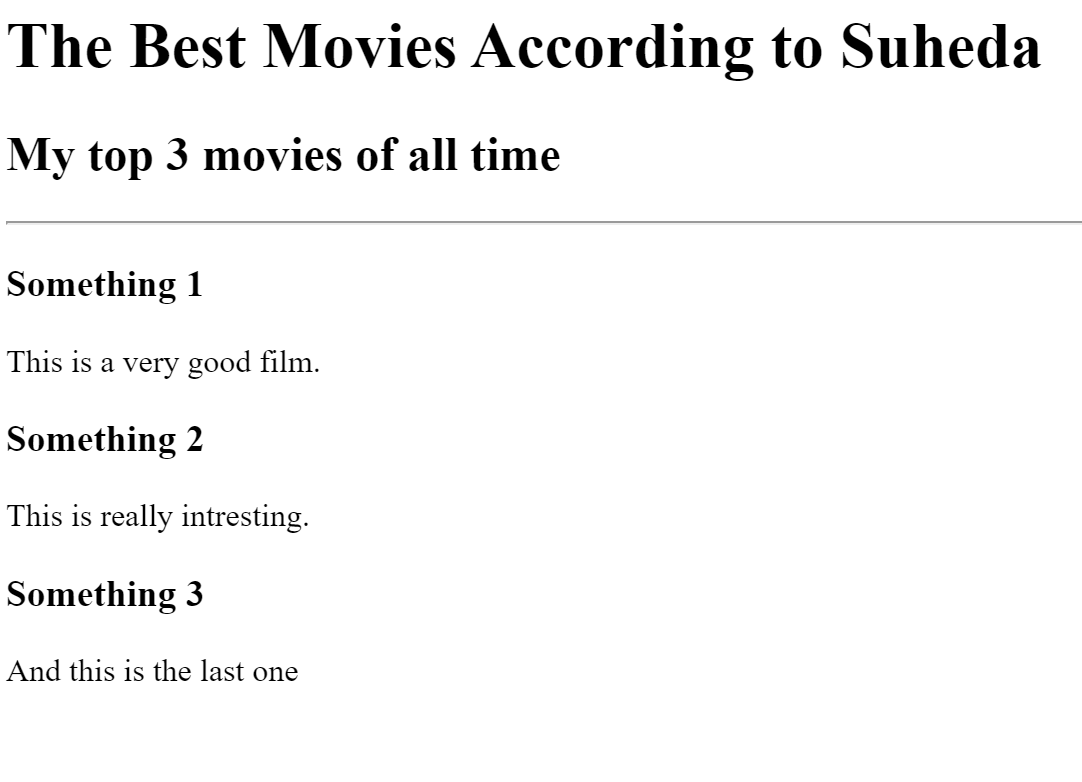 The Best Movies According to Suheda
My top 3 movies of all time
Something 1
This is a very good film.
Something 2
This is really intresting.
Something 3
And this is the last one